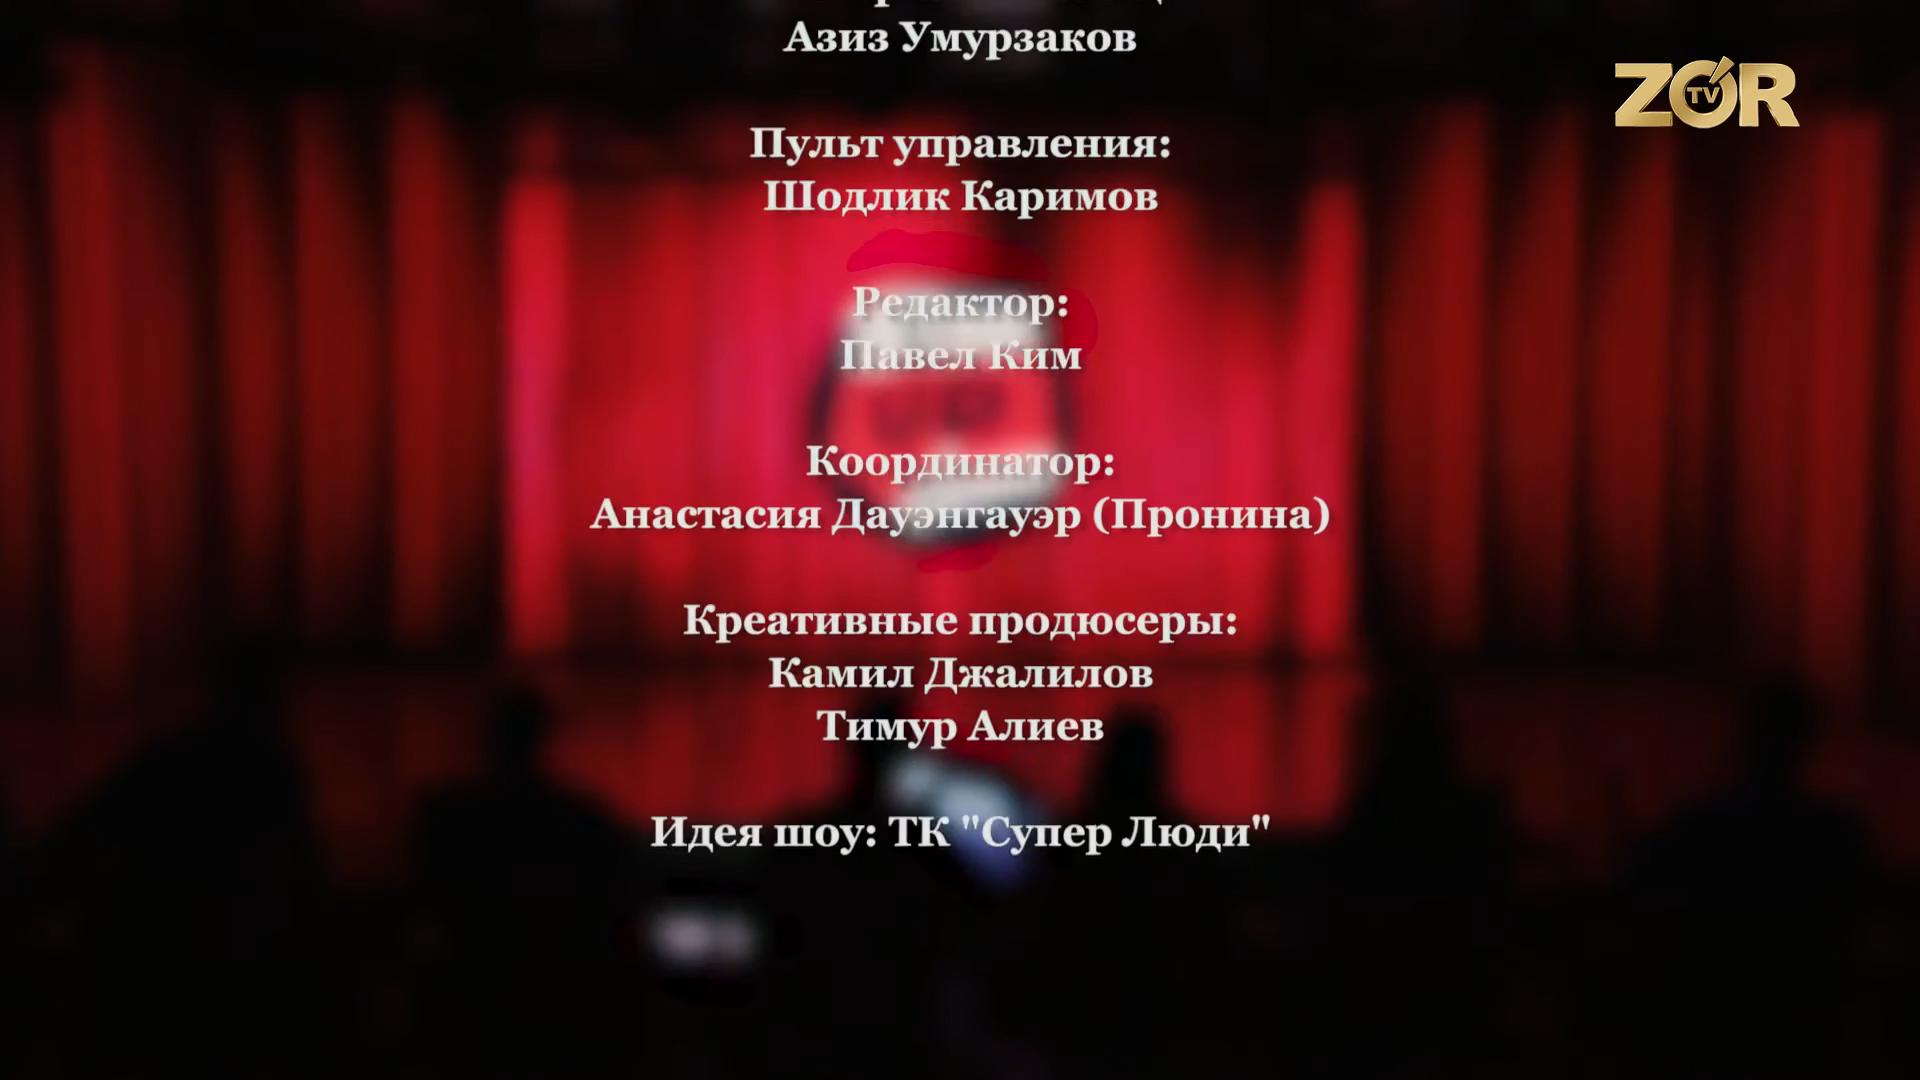 Азиз Умурзаков
ZOR TV
Пульт управления:
Шодлик Каримов
Редактор:
Павел Ким
Координатор:
Анастасия Дауэнгауэр (Пронина)
Креативные продюсеры:
Камил Джалилов
Тимур Алиев
Идея шоу: ТК "Супер Люди"